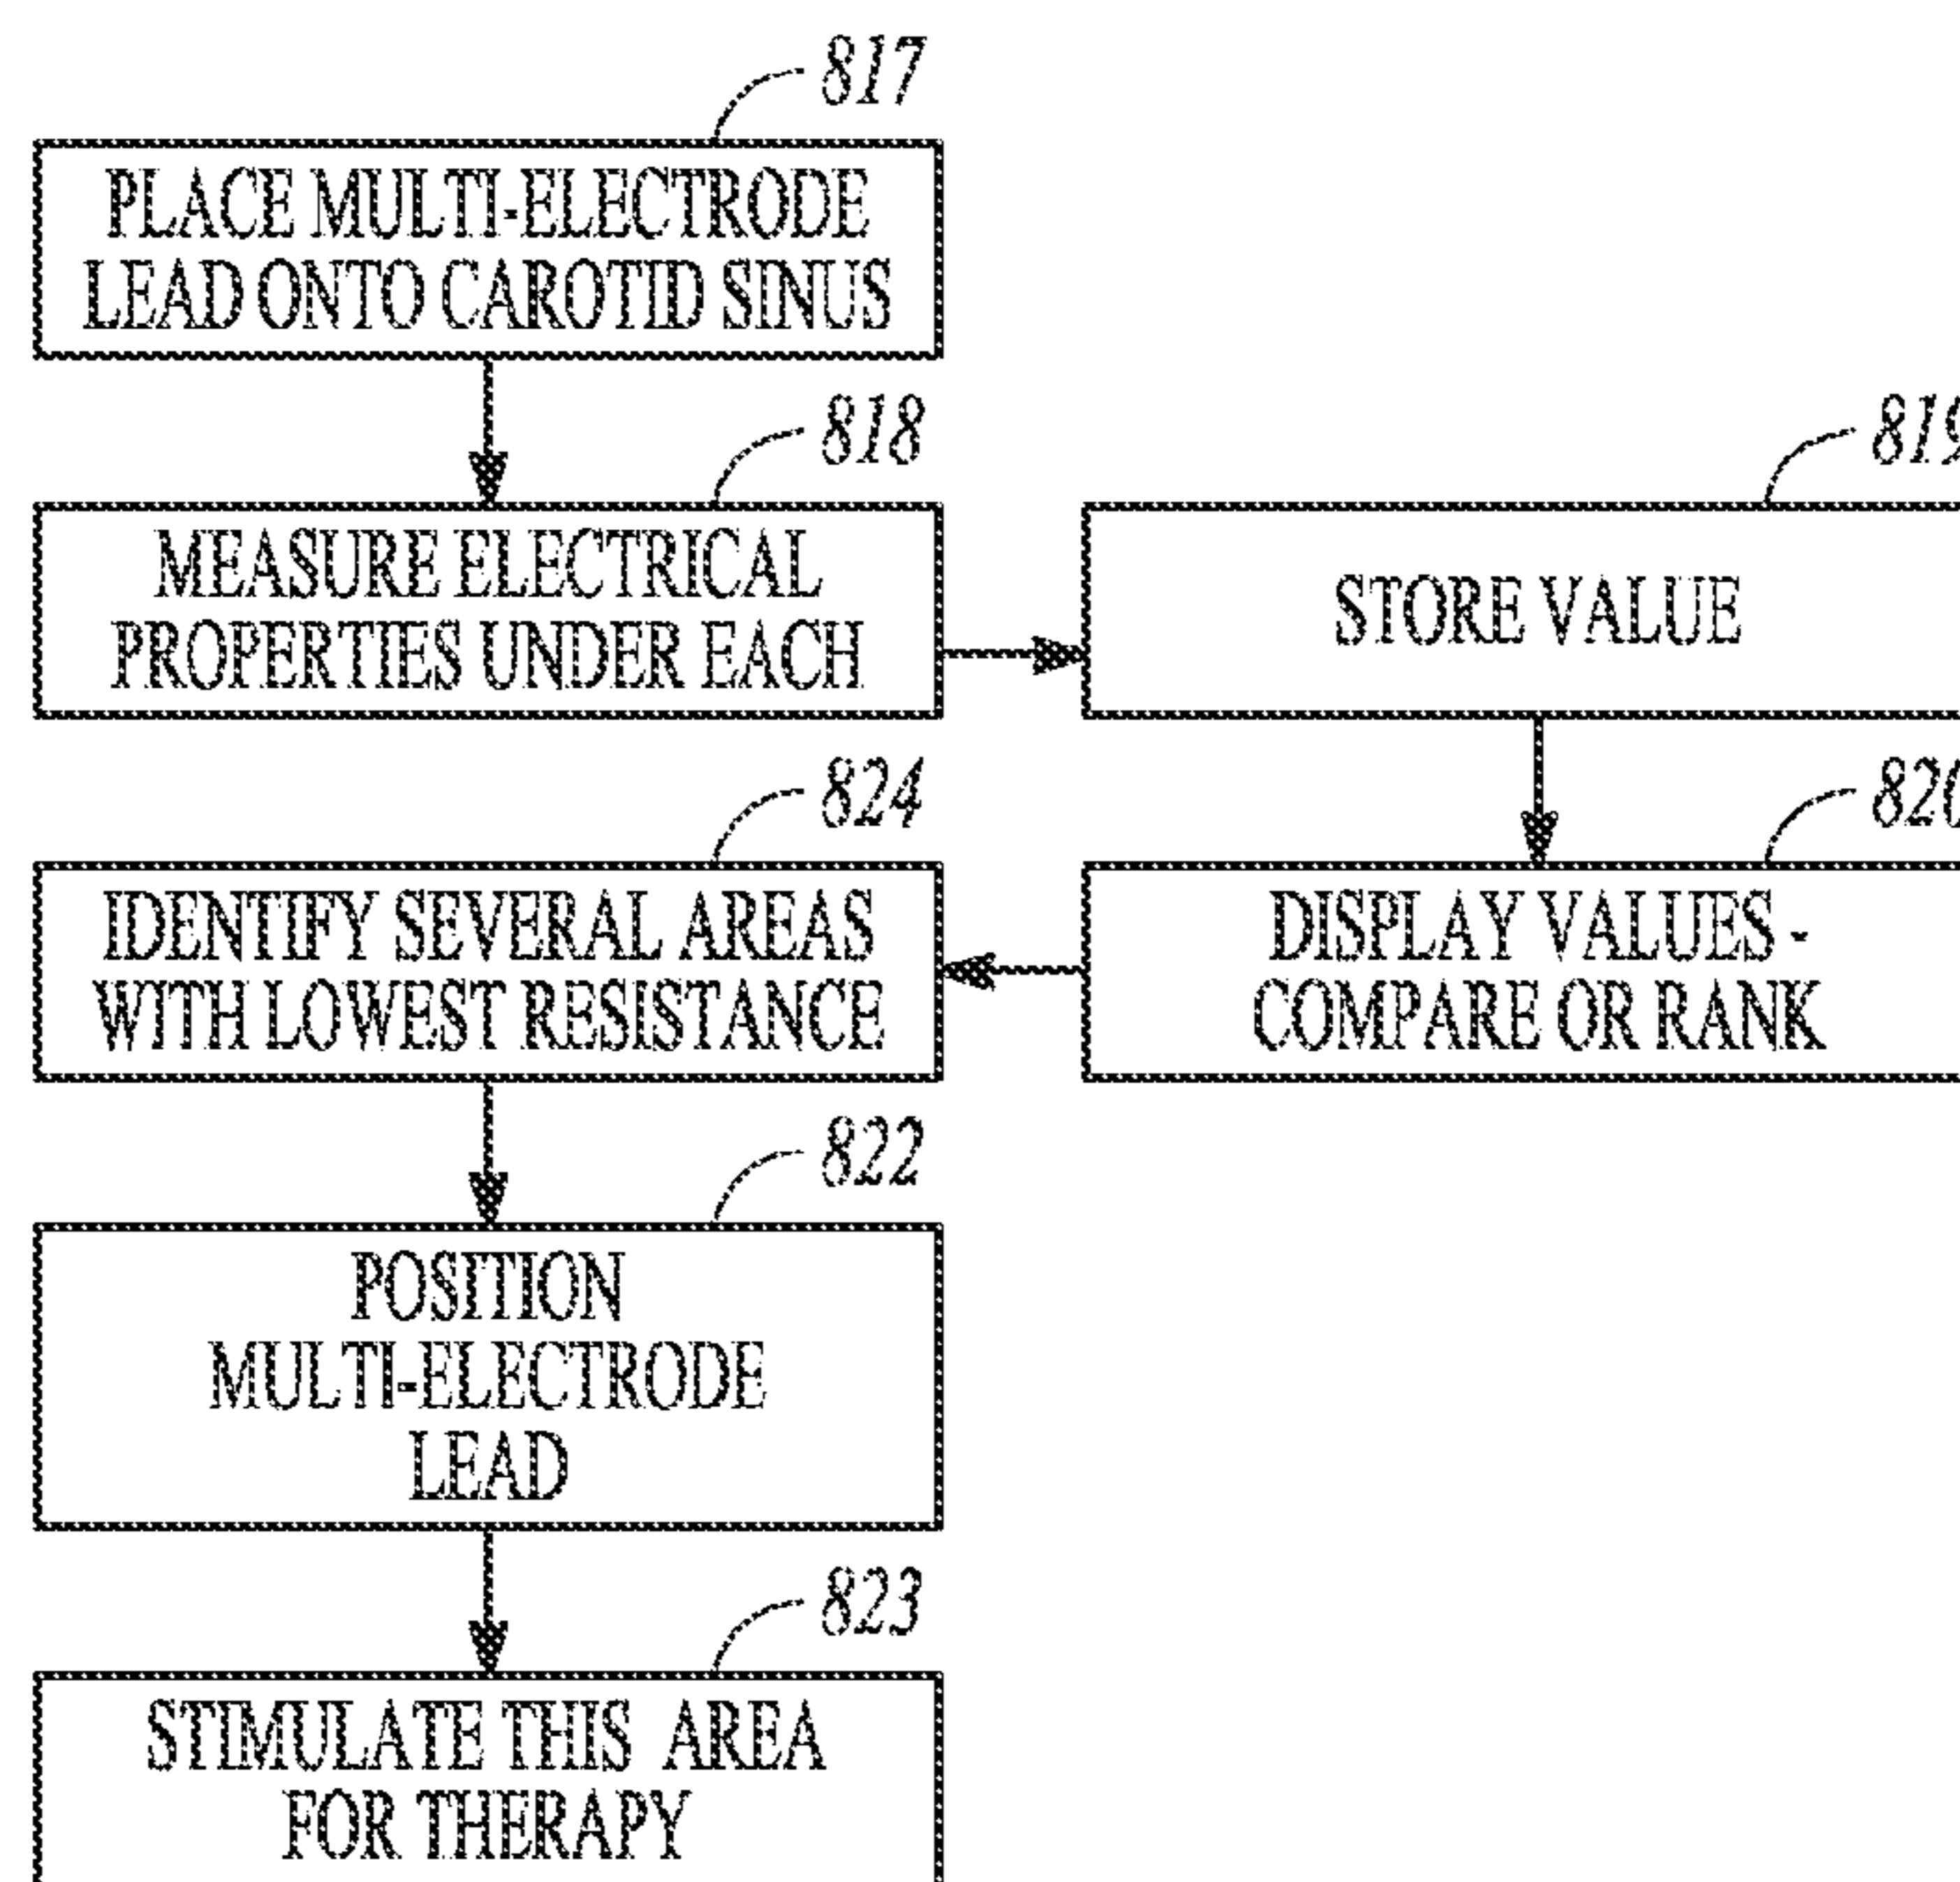 817
PLACE MULTI-ELECTRODE
LEAD ONTO CAROTID SINUS
818
MEASURE ELECTRICAL
PROPERTIES UNDER EACH
819
STORE VALUE
820
DISPLAY VALUES -
COMPARE OR RANK
824
IDENTIFY SEVERAL AREAS
WITH LOWEST RESISTANCE
822
POSITION
MULTI-ELECTRODE
LEAD
823
STIMULATE THIS AREA
FOR THERAPY